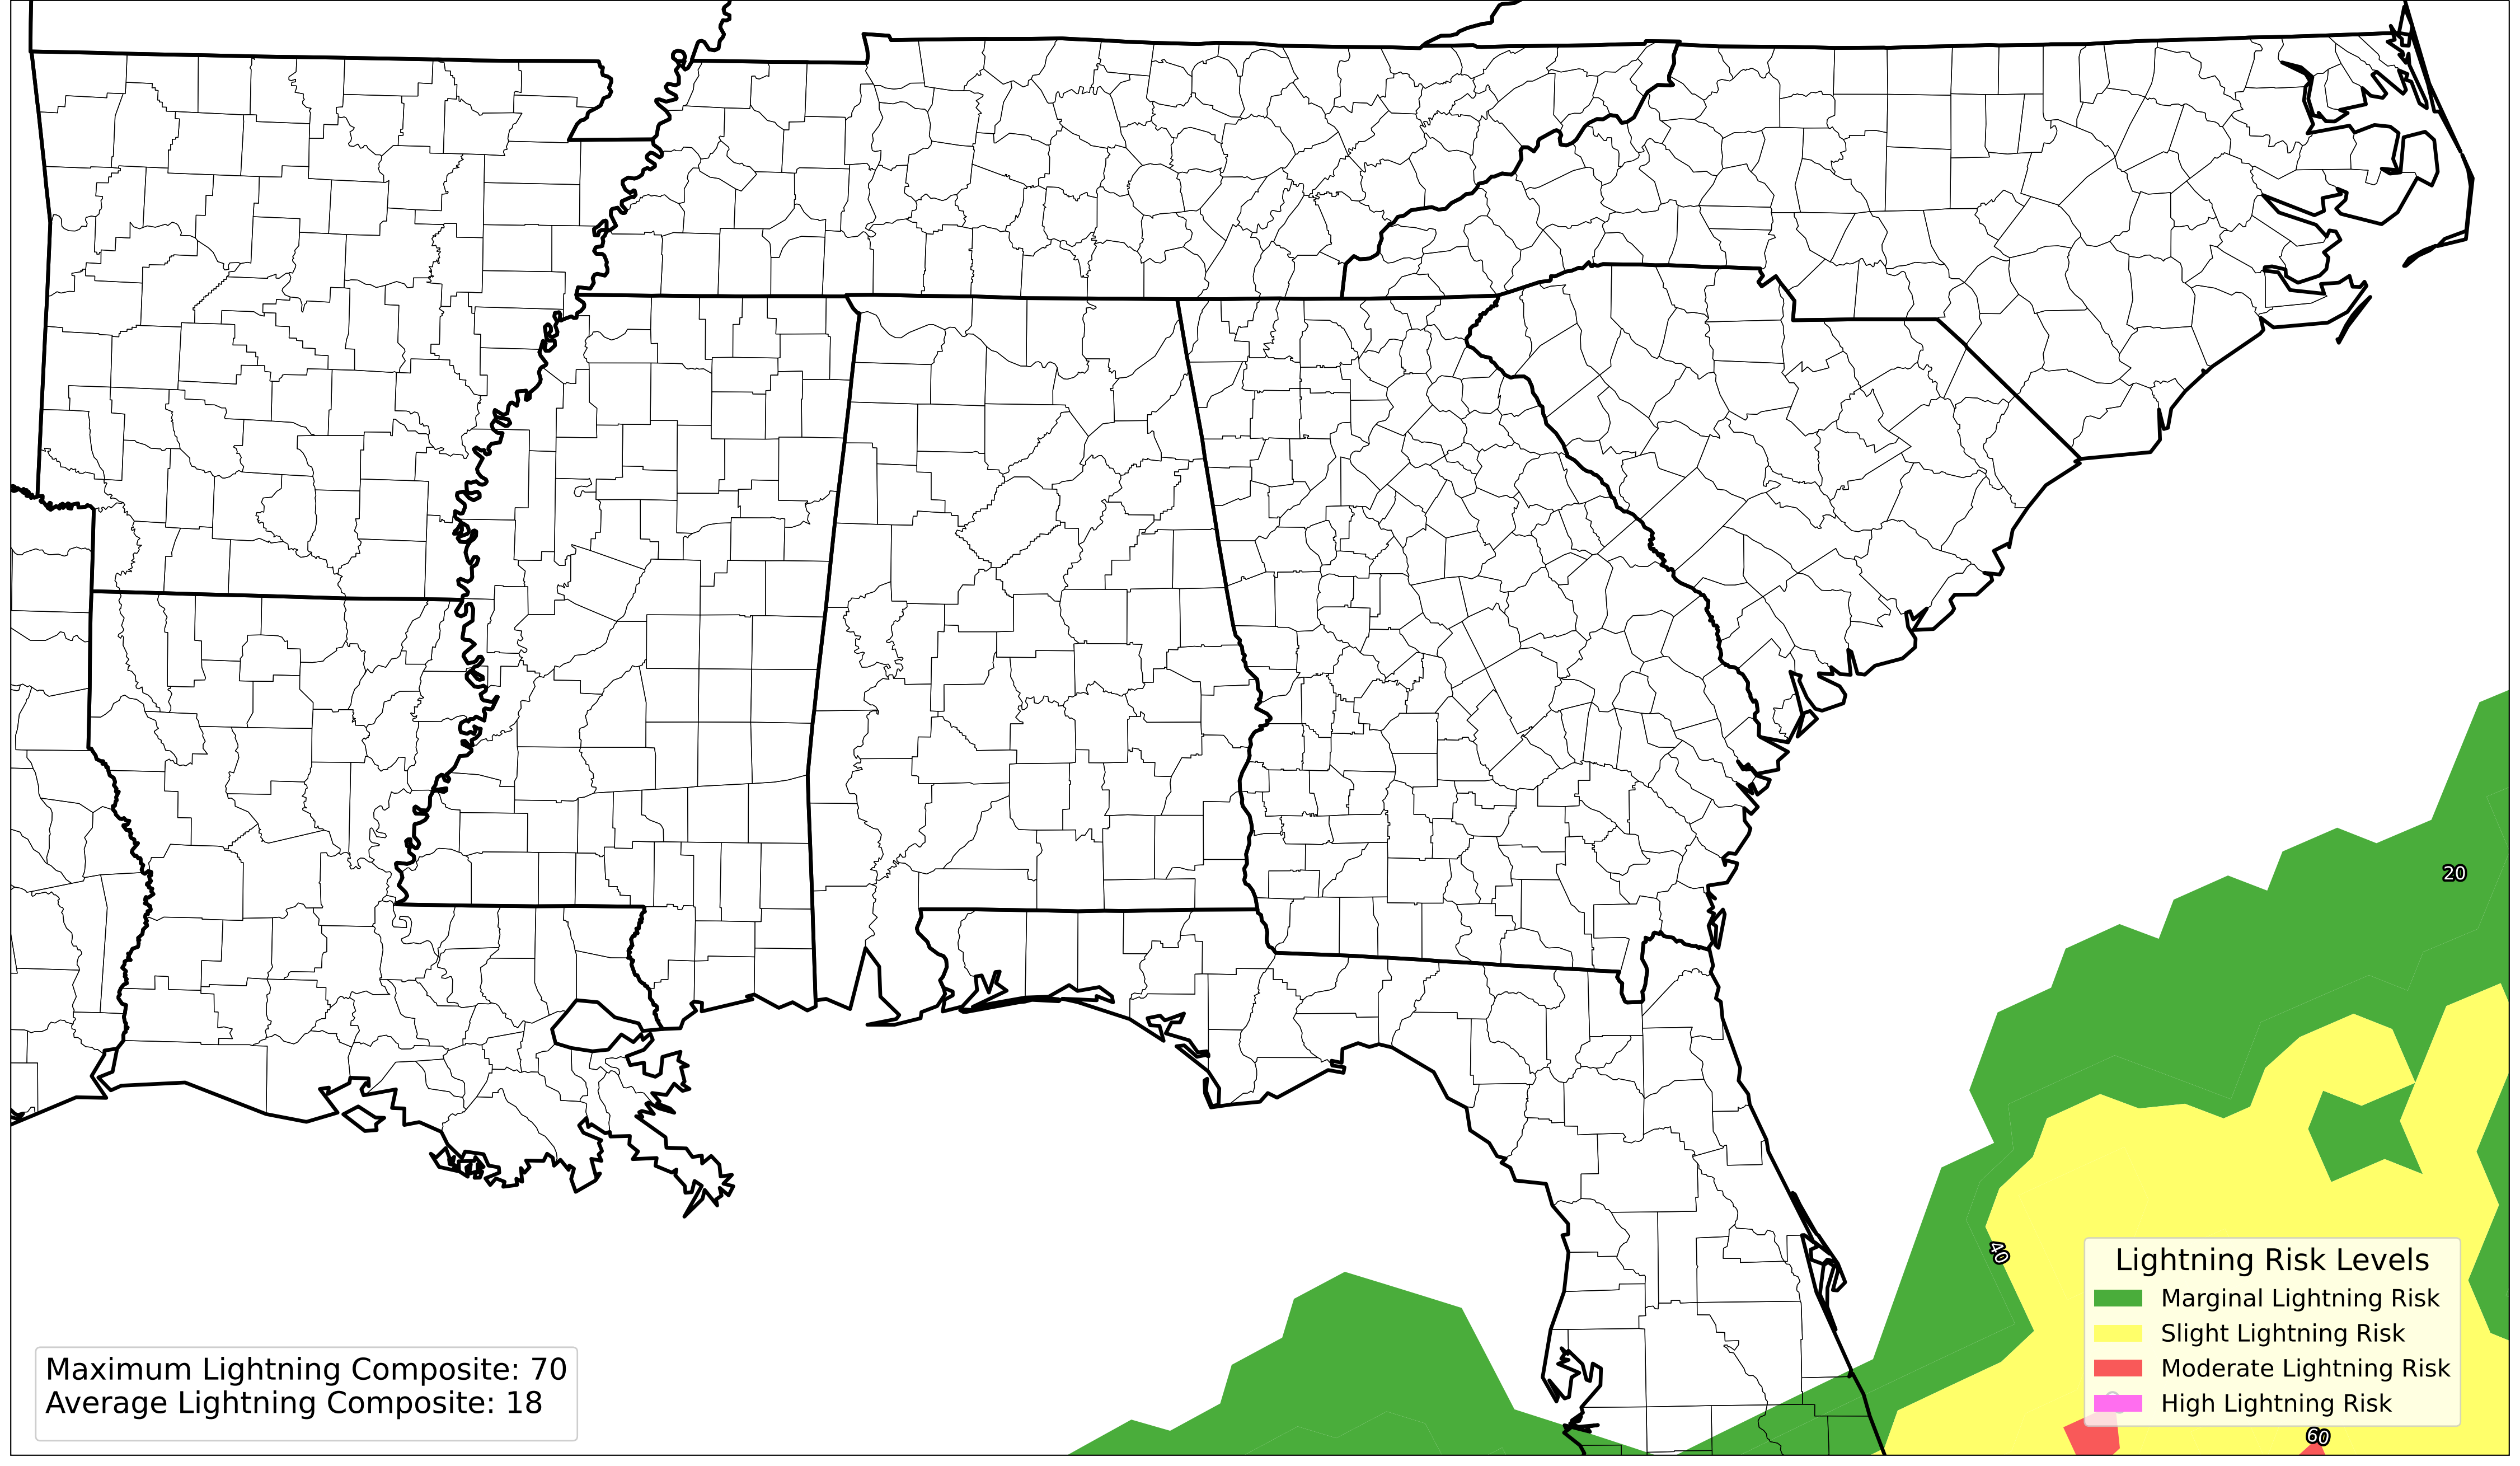 20
40
Lightning Risk Levels
Marginal Lightning Risk
Slight Lightning Risk
Moderate Lightning Risk
High Lightning Risk
60
Maximum Lightning Composite: 70
Average Lightning Composite: 18